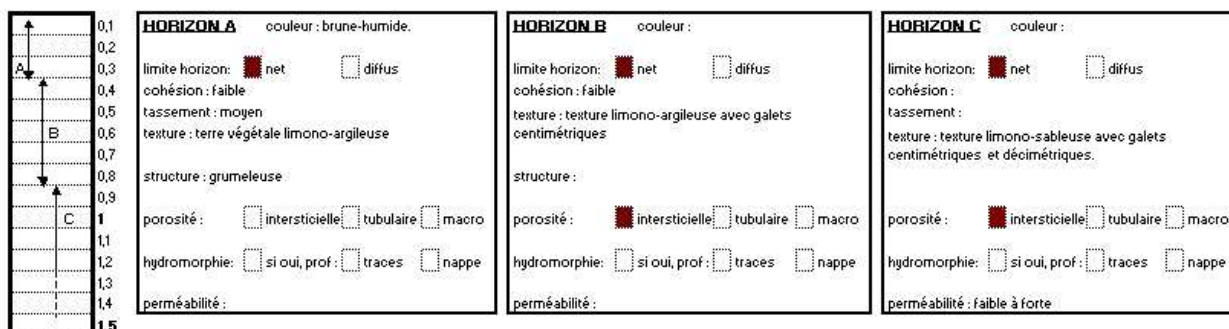 0,1
0,2
0,3
0,4
0,5
0,6
0,7
0,8
0,9
1
1,1
1,2
1,3
1,4
1,5
A
B
C
HORIZON A couleur : brune-humide.
limite horizon: net diffus
cohésion : faible
tassement : moyen
texture : terre végétale limono-argileuse
structure : grumeleuse
porosité : intersticielle tubulaire macro
hydromorphie: si oui, prof : traces nappe
perméabilité :
HORIZON B couleur :
limite horizon: net diffus
cohésion : faible
texture : texture limono-argileuse avec galets
centimétriques
structure :
porosité : intersticielle tubulaire macro
hydromorphie: si oui, prof : traces nappe
perméabilité :
HORIZON C couleur :
limite horizon: net diffus
cohésion :
tassement :
texture : texture limono-sableuse avec galets
centimétriques et décimétriques.
porosité : intersticielle tubulaire macro
hydromorphie: si oui, prof : traces nappe
perméabilité : faible à forte